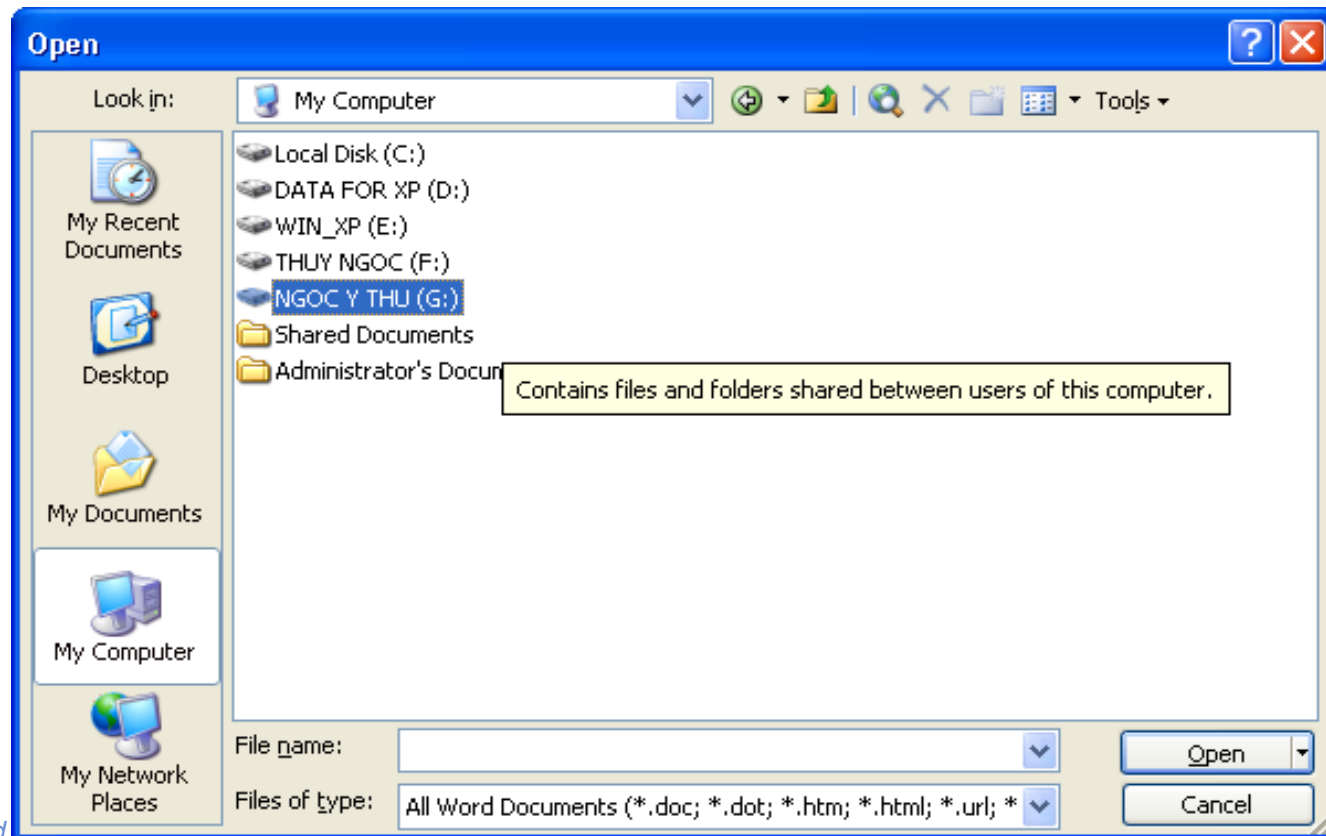 Open
Look in:
My Computer
Tools
My Recent
Documents
Desktop
My Documents
My Computer
My Network
Places
Local Disk (C:)
DATA FOR XP (D:)
WIN_XP (E:)
THUY NGOC (F:)
NGOC Y THU (G:)
Shared Documents
Administrator's Docum
Contains files and folders shared between users of this computer.
File name:
Open
Files of type:
All Word Documents (*.doc; *.dot; *.htm; *.html; *.url; *
Cancel